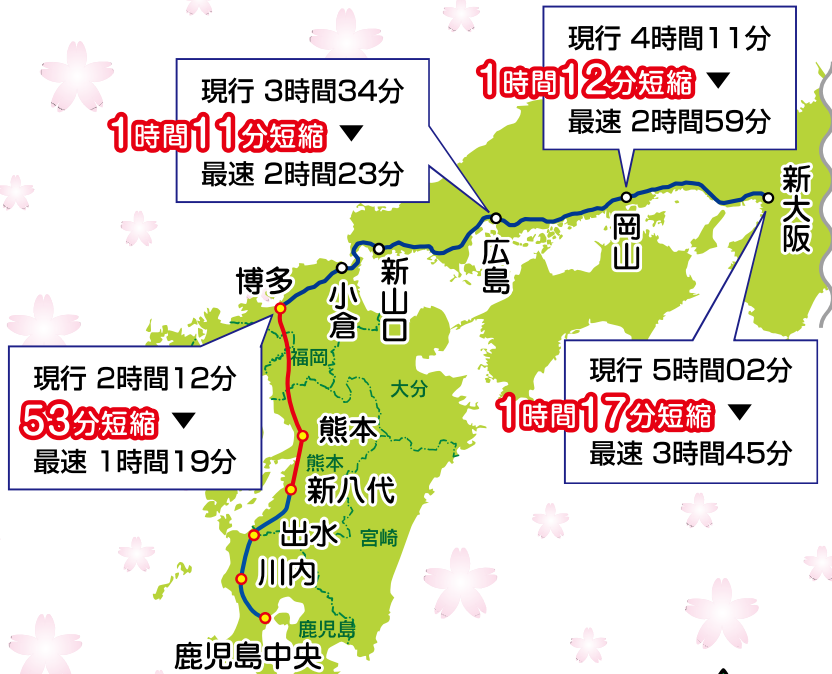 現行 4時間11分
1時間12分短縮 ▼
最速 2時間59分
現行 3時間34分
1時間11分短縮 ▼
最速 2時間23分
新大阪
岡山
広島
新山口
小倉
博多
現行 2時間12分
53分短縮 ▼
最速 1時間19分
現行 5時間02分
1時間17分短縮 ▼
最速 3時間45分
福岡
大分
熊本
熊本
新八代
出水
宮崎
川内
鹿児島
鹿児島中央